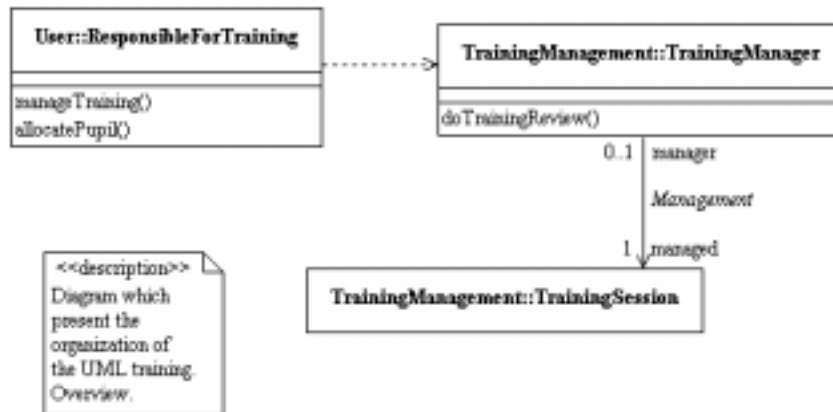 User::ResponsibleForTraining
manageTraining()
allocatePupil()
TrainingManagement::TrainingManager
doTrainingReview()
0..1 manager
Management
1 managed
TrainingManagement::TrainingSession
<<description>>
Diagram which
present the
organization of
the UML training.
Overview.